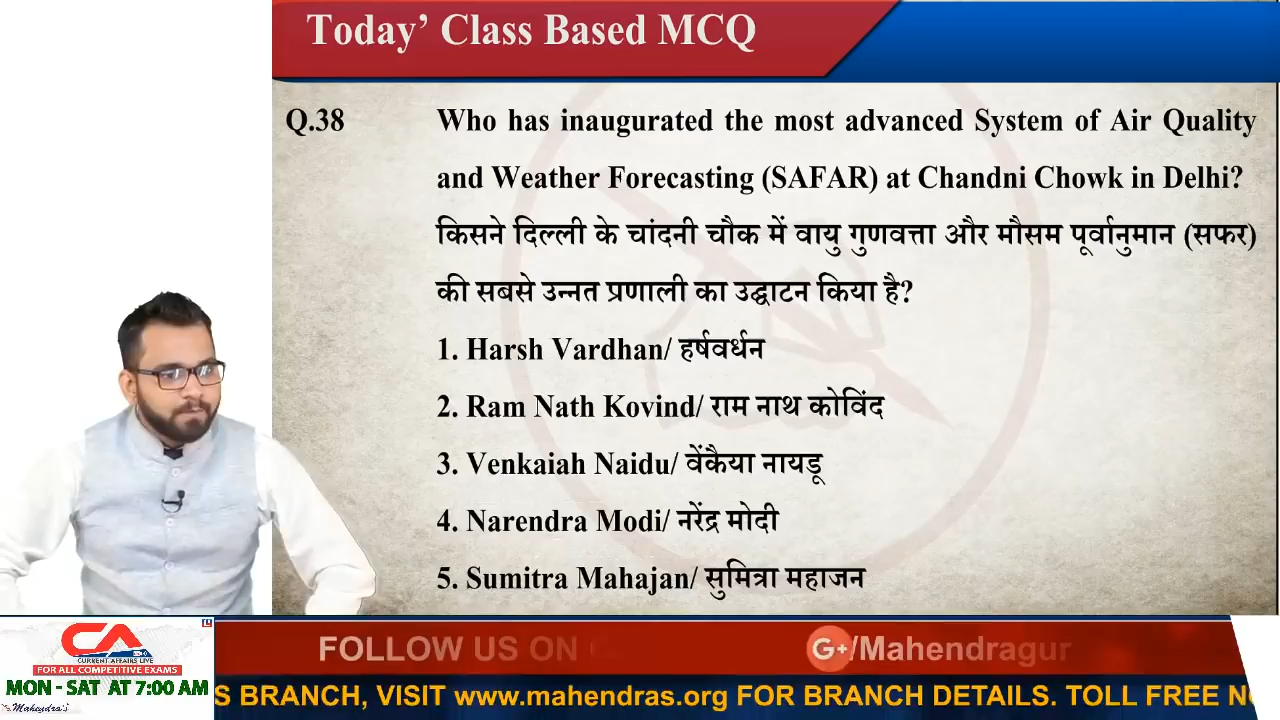 Today’ Class Based MCQ
Q.38 Who has inaugurated the most advanced System of Air Quality
and Weather Forecasting (SAFAR) at Chandni Chowk in Delhi?
किसने दिल्ली के चांदनी चौक में वायु गुणवत्ता और मौसम पूर्वानुमान (सफर)
की सबसे उन्नत प्रणाली का उद्घाटन किया है?
1. Harsh Vardhan/ हर्षवर्धन
2. Ram Nath Kovind/ राम नाथ कोविंद
3. Venkaiah Naidu/ वेंकैया नायडू
4. Narendra Modi/ नरेंद्र मोदी
5. Sumitra Mahajan/ सुमित्रा महाजन
CA
CURRENT AFFAIRS LIVE
FOR ALL COMPETITIVE EXAMS
MON - SAT AT 7:00 AM
Mahendra's
FOLLOW US ON
G+/Mahendragur
S BRANCH, VISIT www.mahendras.org FOR BRANCH DETAILS. TOLL FREE